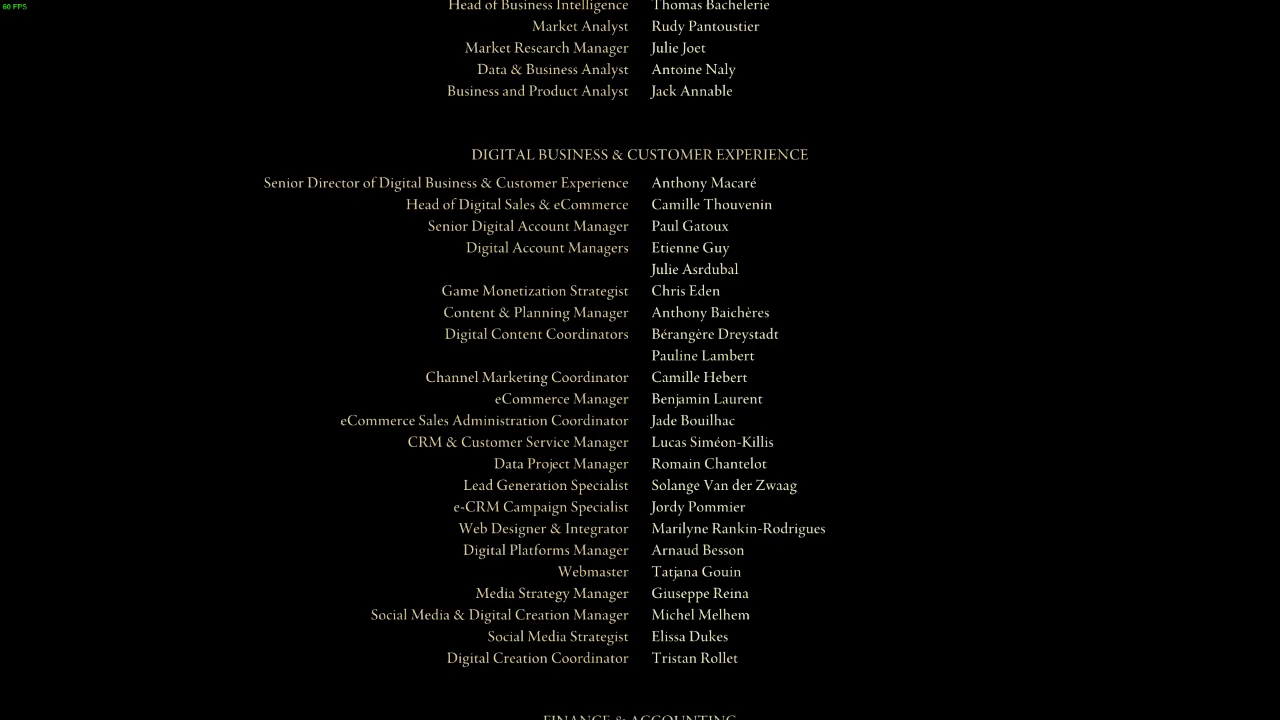 60 FPS
Head of Business Intelligence Thomas Bachelerie
Market Analyst Rudy Pantoustier
Market Research Manager Julie Joet
Data & Business Analyst Antoine Naly
Business and Product Analyst Jack Annable
DIGITAL BUSINESS & CUSTOMER EXPERIENCE
Senior Director of Digital Business & Customer Experience Anthony Macaré
Head of Digital Sales & eCommerce Camille Thouvenin
Senior Digital Account Manager Paul Gatoux
Digital Account Managers Etienne Guy
Julie Asrdubal
Game Monetization Strategist Chris Eden
Content & Planning Manager Anthony Baichères
Digital Content Coordinators Bérangère Dreystadt
Pauline Lambert
Channel Marketing Coordinator Camille Hebert
eCommerce Manager Benjamin Laurent
eCommerce Sales Administration Coordinator Jade Bouilhac
CRM & Customer Service Manager Lucas Siméon-Killis
Data Project Manager Romain Chantelot
Lead Generation Specialist Solange Van der Zwaag
e-CRM Campaign Specialist Jordy Pommier
Web Designer & Integrator Marilyne Rankin-Rodrigues
Digital Platforms Manager Arnaud Besson
Webmaster Tatjana Gouin
Media Strategy Manager Giuseppe Reina
Social Media & Digital Creation Manager Michel Melhem
Social Media Strategist Elissa Dukes
Digital Creation Coordinator Tristan Rollet
FINANCE & ACCOUNTING